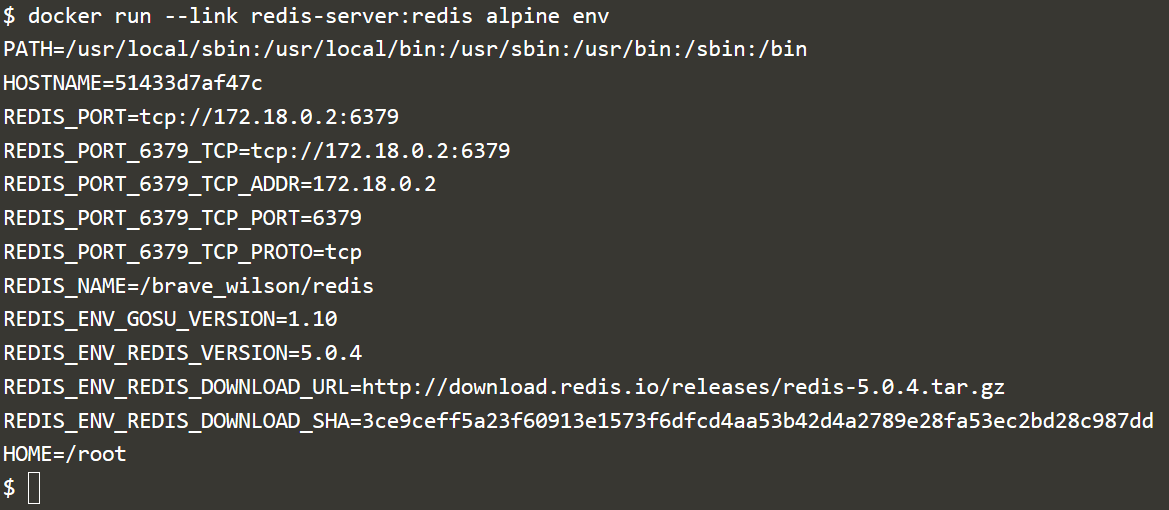 $ docker run --link redis-server:redis alpine env
PATH=/usr/local/sbin:/usr/local/bin:/usr/sbin:/usr/bin:/sbin:/bin
HOSTNAME=51433d7af47c
REDIS_PORT=tcp://172.18.0.2:6379
REDIS_PORT_6379_TCP=tcp://172.18.0.2:6379
REDIS_PORT_6379_TCP_ADDR=172.18.0.2
REDIS_PORT_6379_TCP_PORT=6379
REDIS_PORT_6379_TCP_PROTO=tcp
REDIS_NAME=/brave_wilson/redis
REDIS_ENV_GOSU_VERSION=1.10
REDIS_ENV_REDIS_VERSION=5.0.4
REDIS_ENV_REDIS_DOWNLOAD_URL=http://download.redis.io/releases/redis-5.0.4.tar.gz
REDIS_ENV_REDIS_DOWNLOAD_SHA=3ce9ceff5a23f60913e1573f6dfcd4aa53b42d4a2789e28fa53ec2bd28c987dd
HOME=/root
$